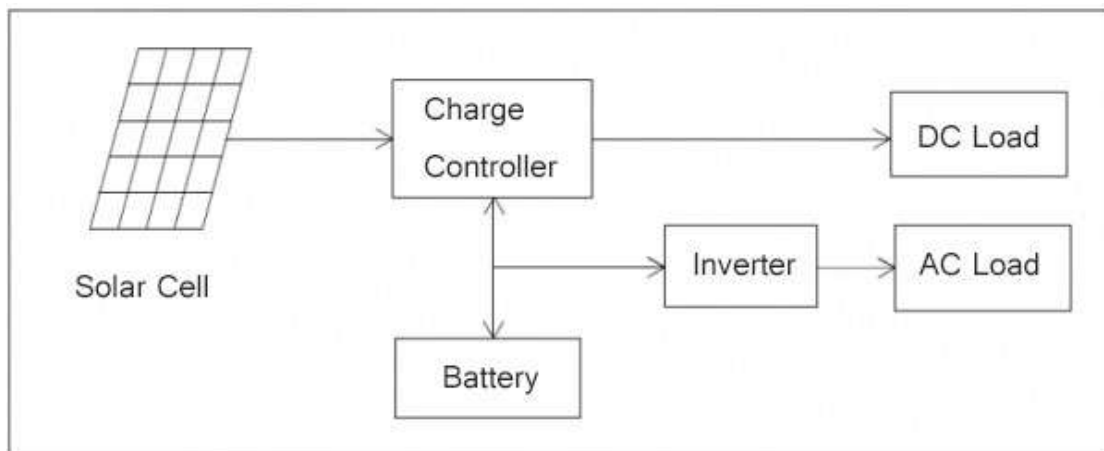 Charge
Controller
DC Load
Inverter
AC Load
Solar Cell
Battery